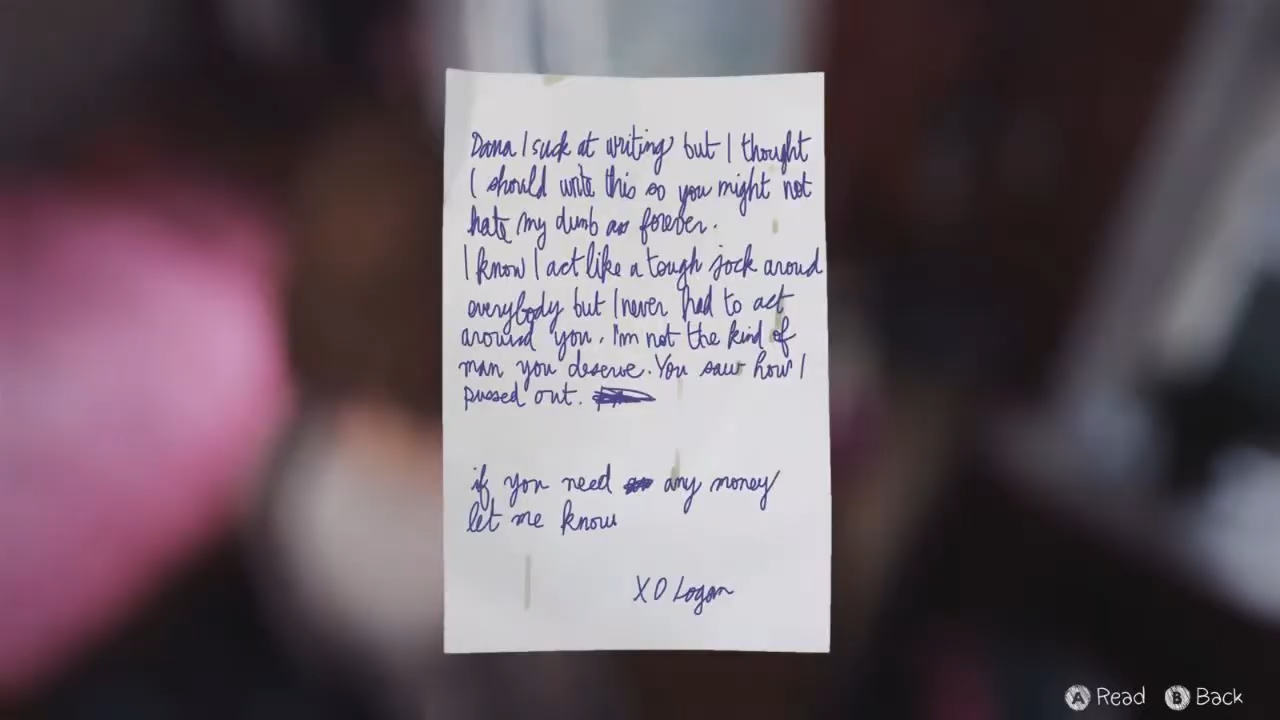 Dana I suck at writing but I thought
I should write this so you might not
hate my dumb ass forever.
I know I act like a tough jock aroud
everybody but I never had to act
around you. I'm not the kind of
man you deserve. You saw how I
pussed out.
if you need any money
let me know
XO Logan
A Read B Back